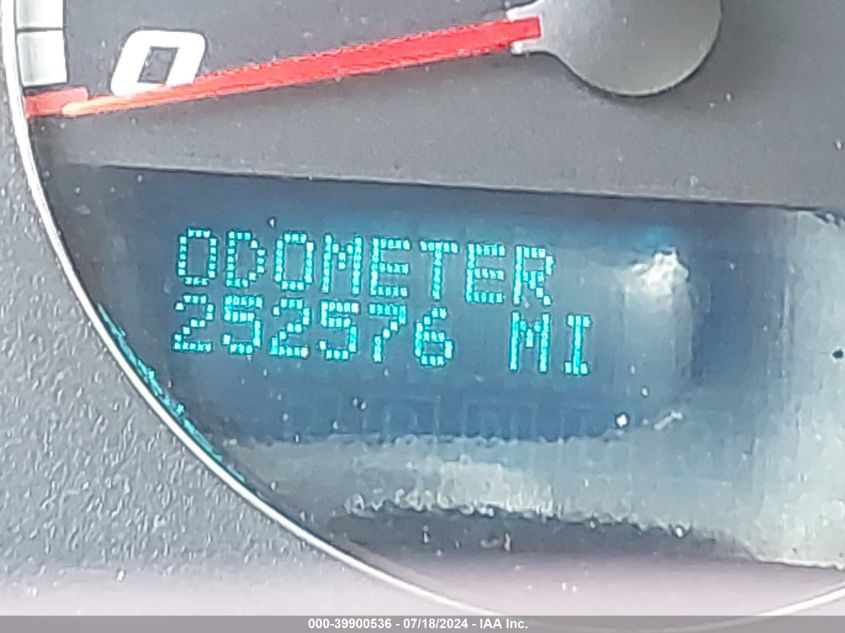 0
ODOMETER
252576 MI
000-39900536 - 07/18/2024 - IAA Inc.